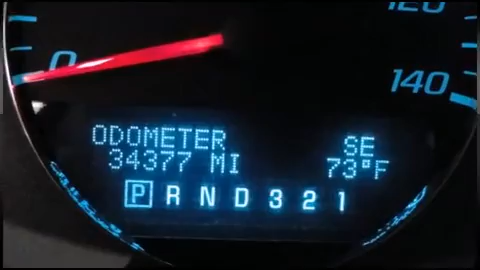 120
0
140
ODOMETER SE
34377 MI 73°F
P R N D 3 2 1